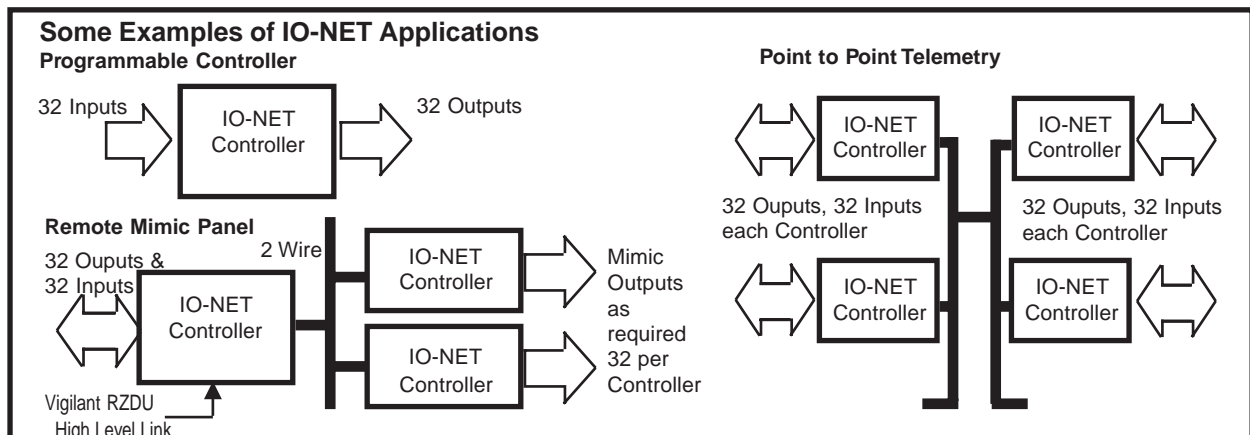 Some Examples of IO-NET Applications
Programmable Controller
32 Inputs
IO-NET
Controller
32 Outputs
Remote Mimic Panel
32 Ouputs &
32 Inputs
IO-NET
Controller
2 Wire
IO-NET
Controller
IO-NET
Controller
Mimic
Outputs
as
required
32 per
Controller
Vigilant RZDU
High Level Link
Point to Point Telemetry
IO-NET
Controller
IO-NET
Controller
32 Ouputs, 32 Inputs
each Controller
32 Ouputs, 32 Inputs
each Controller
IO-NET
Controller
IO-NET
Controller